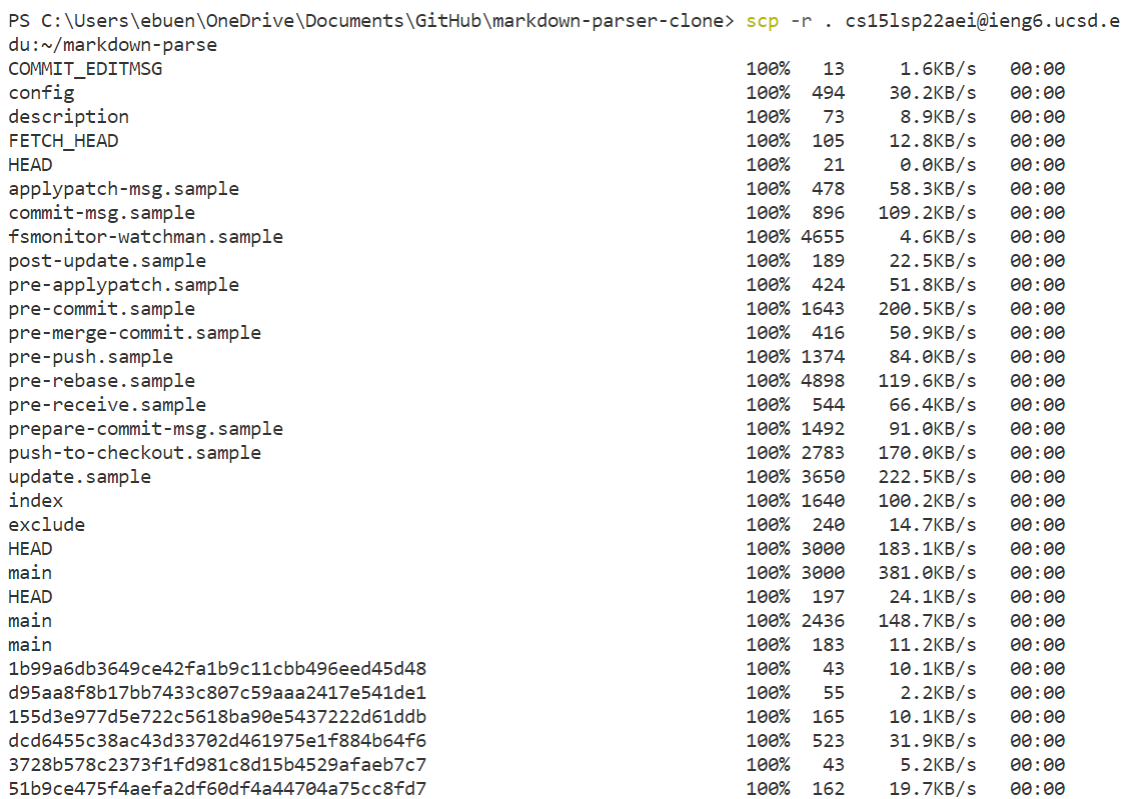 PS C:\Users\ebuen\OneDrive\Documents\GitHub\markdown-parser-clone> scp -r . cs15lsp22aei@ieng6.ucsd.e
du:~/markdown-parse
COMMIT_EDITMSG 100% 13 1.6KB/s 00:00
config 100% 494 30.2KB/s 00:00
description 100% 73 8.9KB/s 00:00
FETCH_HEAD 100% 105 12.8KB/s 00:00
HEAD 100% 21 0.0KB/s 00:00
applypatch-msg.sample 100% 478 58.3KB/s 00:00
commit-msg.sample 100% 896 109.2KB/s 00:00
fsmonitor-watchman.sample 100% 4655 4.6KB/s 00:00
post-update.sample 100% 189 22.5KB/s 00:00
pre-applypatch.sample 100% 424 51.8KB/s 00:00
pre-commit.sample 100% 1643 200.5KB/s 00:00
pre-merge-commit.sample 100% 416 50.9KB/s 00:00
pre-push.sample 100% 1374 84.0KB/s 00:00
pre-rebase.sample 100% 4898 119.6KB/s 00:00
pre-receive.sample 100% 544 66.4KB/s 00:00
prepare-commit-msg.sample 100% 1492 91.0KB/s 00:00
push-to-checkout.sample 100% 2783 170.0KB/s 00:00
update.sample 100% 3650 222.5KB/s 00:00
index 100% 1640 100.2KB/s 00:00
exclude 100% 240 14.7KB/s 00:00
HEAD 100% 3000 183.1KB/s 00:00
main 100% 3000 381.0KB/s 00:00
HEAD 100% 197 24.1KB/s 00:00
main 100% 2436 148.7KB/s 00:00
main 100% 183 11.2KB/s 00:00
1b99a6db3649ce42fa1b9c11cbb496eed45d48 100% 43 10.1KB/s 00:00
d95aa8f8b17bb7433c807c59aaa2417e541de1 100% 55 2.2KB/s 00:00
155d3e977d5e722c5618ba90e5437222d61ddb 100% 165 10.1KB/s 00:00
dcd6455c38ac43d33702d461975e1f884b64f6 100% 523 31.9KB/s 00:00
3728b578c2373f1fd981c8d15b4529afaeb7c7 100% 43 5.2KB/s 00:00
51b9ce475f4aefa2df60df4a44704a75cc8fd7 100% 162 19.7KB/s 00:00